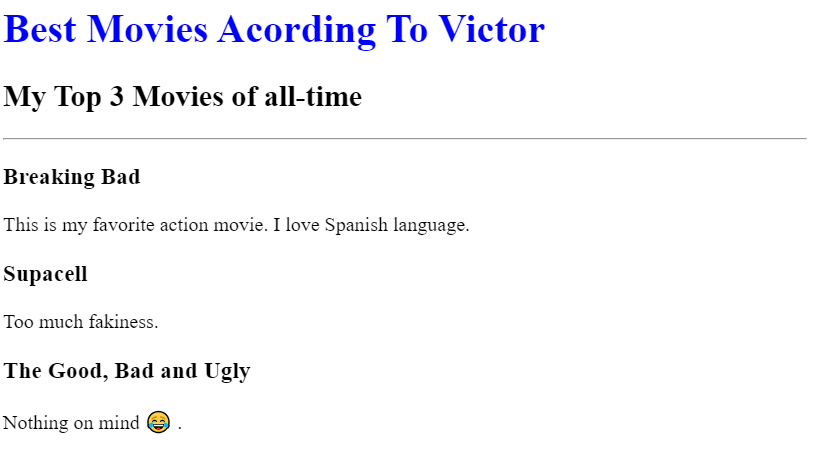 Best Movies Acording To Victor
My Top 3 Movies of all-time
Breaking Bad
This is my favorite action movie. I love Spanish language.
Supacell
Too much fakiness.
The Good, Bad and Ugly
Nothing on mind 😂 .